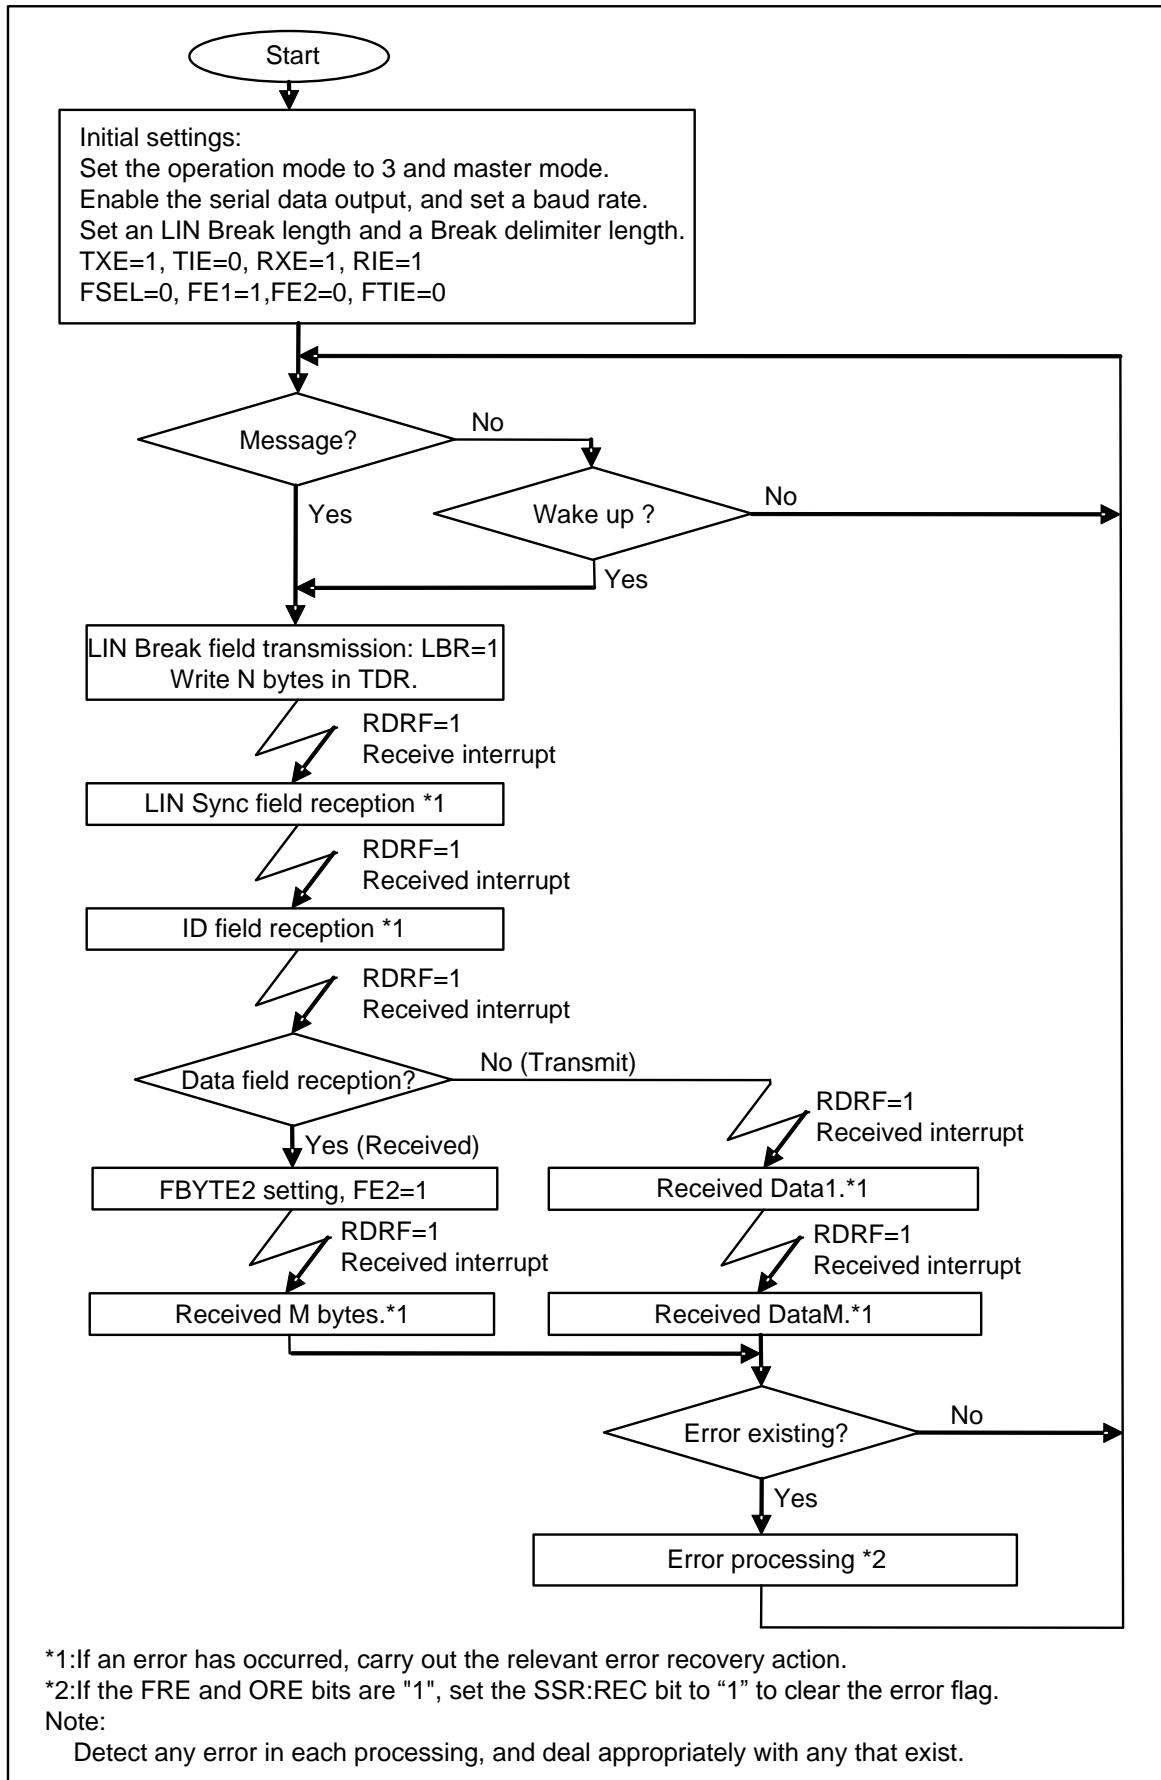 Start
Initial settings:
Set the operation mode to 3 and master mode.
Enable the serial data output, and set a baud rate.
Set an LIN Break length and a Break delimiter length.
TXE=1, TIE=0, RXE=1, RIE=1
FSEL=0, FE1=1,FE2=0, FTIE=0
Message?
No
Wake up ?
No
Yes
Yes
LIN Break field transmission: LBR=1
Write N bytes in TDR.
RDRF=1
Receive interrupt
LIN Sync field reception *1
RDRF=1
Received interrupt
ID field reception *1
RDRF=1
Received interrupt
Data field reception?
No (Transmit)
RDRF=1
Received interrupt
Yes (Received)
FBYTE2 setting, FE2=1
Received Data1.*1
RDRF=1
Received interrupt
RDRF=1
Received interrupt
Received M bytes.*1
Received DataM.*1
Error existing?
No
Yes
Error processing *2
*1:If an error has occurred, carry out the relevant error recovery action.
*2:If the FRE and ORE bits are "1", set the SSR:REC bit to “1” to clear the error flag.
Note:
Detect any error in each processing, and deal appropriately with any that exist.